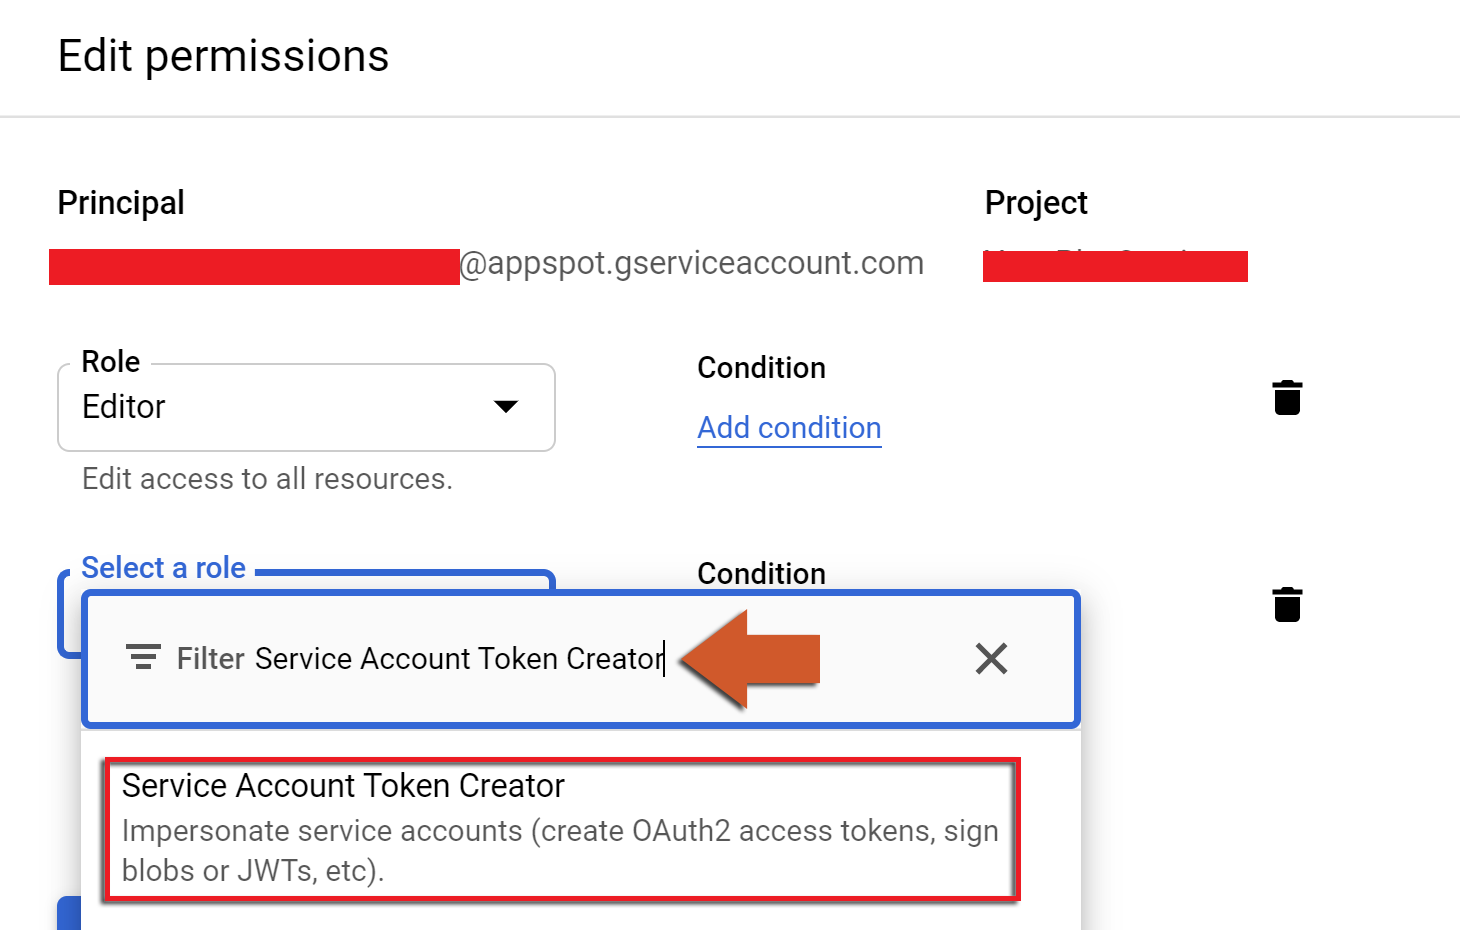 Edit permissions
Principal
Project
@appspot.gserviceaccount.com
Role
Editor
Condition
Add condition
Edit access to all resources.
Select a role
Condition
Filter Service Account Token Creator
Service Account Token Creator
Impersonate service accounts (create OAuth2 access tokens, sign
blobs or JWTs, etc).